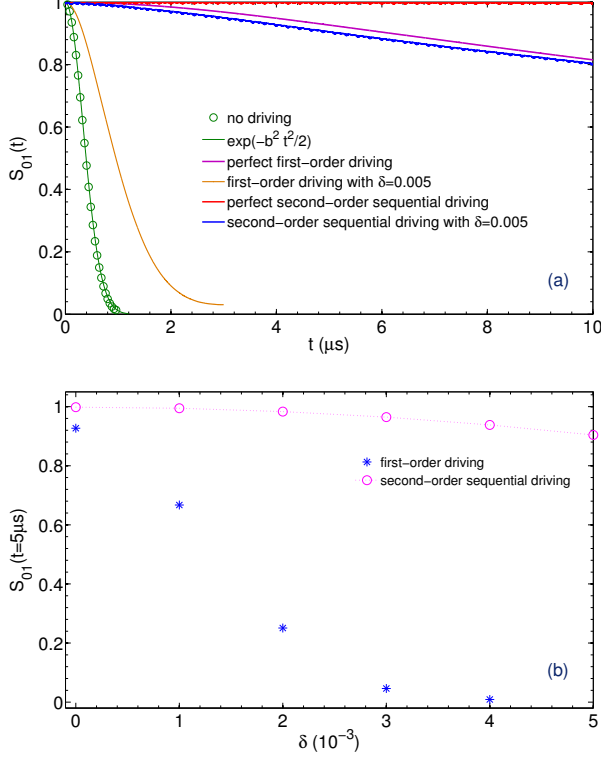 1
0.8
0.6
0.4
0.2
0
S01(t)
no driving
exp(−b² t²/2)
perfect first−order driving
first−order driving with δ=0.005
perfect second−order sequential driving
second−order sequential driving with δ=0.005
(a)
0 2 4 6 8 10
t (μs)
1
0.8
0.6
0.4
0.2
0
S01(t=5μs)
first−order driving
second−order sequential driving
(b)
0 1 2 3 4 5
δ (10⁻³)